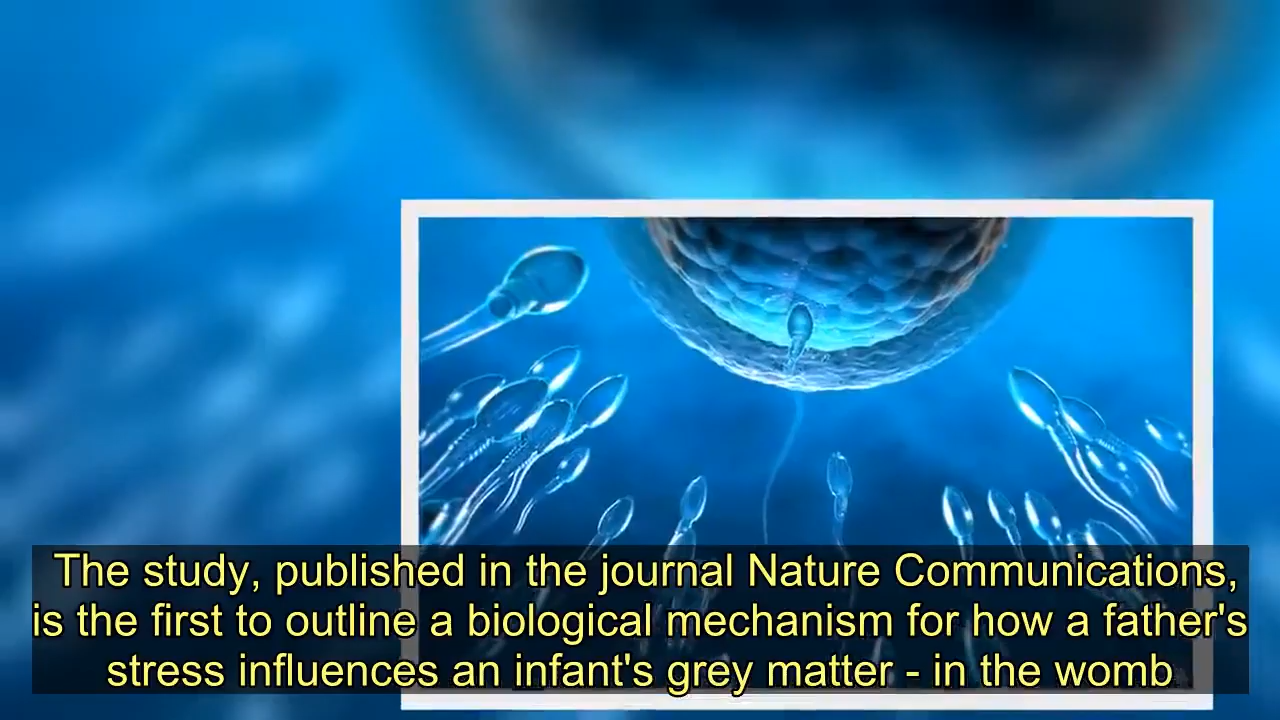 The study, published in the journal Nature Communications,
is the first to outline a biological mechanism for how a father's
stress influences an infant's grey matter - in the womb